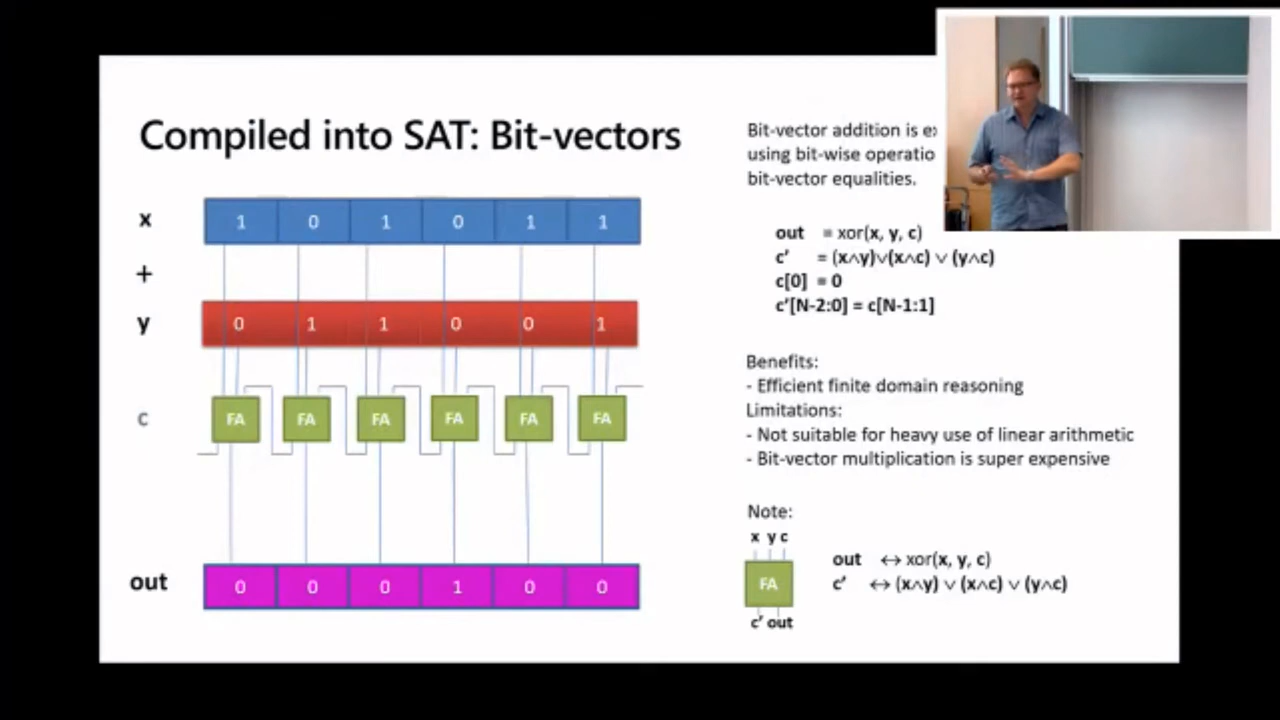 Compiled into SAT: Bit-vectors
x 1 0 1 0 1 1
+
y 0 1 1 0 0 1
c FA FA FA FA FA FA
out 0 0 0 1 0 0
Bit-vector addition is
using bit-wise
bit-vector equalities.
out = xor(x, y, c)
c' = (x∧y)∨(x∧c) ∨ (y∧c)
c[0] = 0
c'[N-2:0] = c[N-1:1]
Benefits:
- Efficient finite domain reasoning
Limitations:
- Not suitable for heavy use of linear arithmetic
- Bit-vector multiplication is super expensive
Note:
x y c
FA
c' out
out ↔ xor(x, y, c)
c' ↔ (x∧y) ∨ (x∧c) ∨ (y∧c)